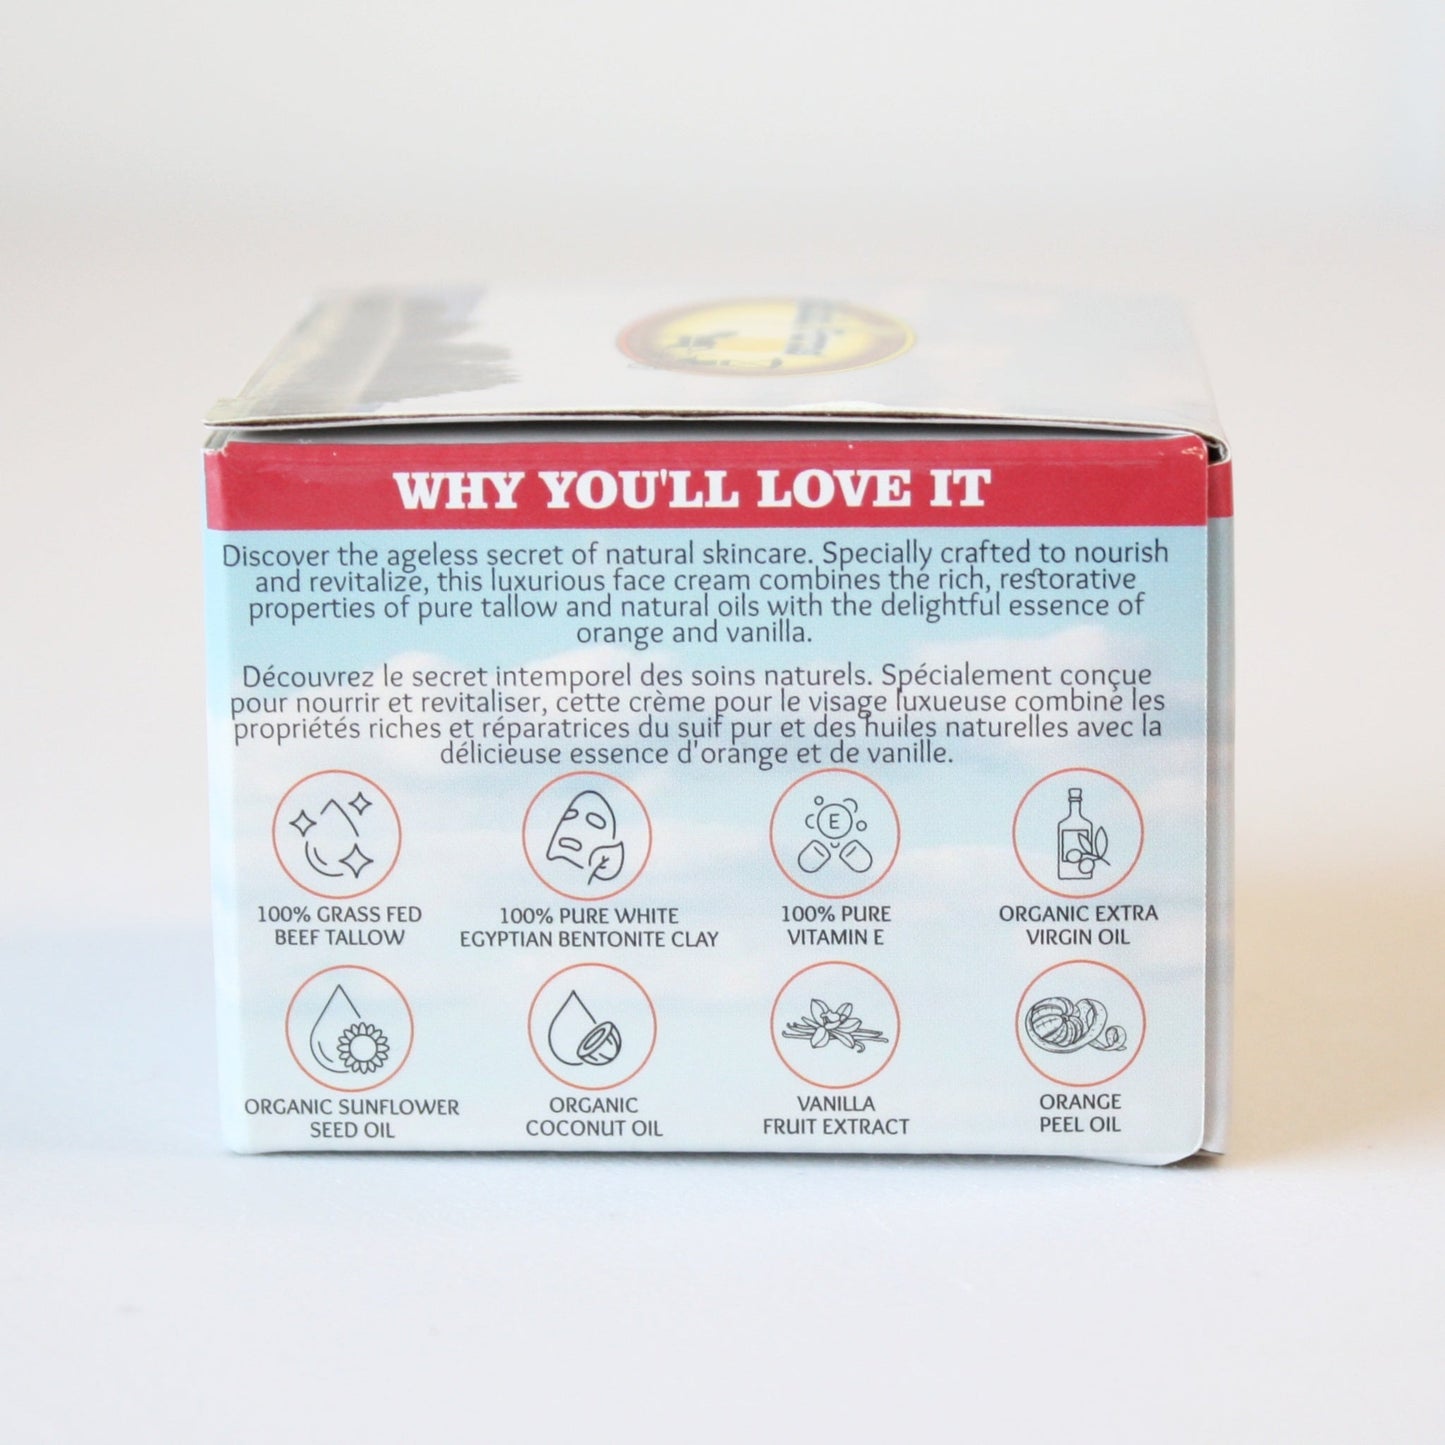 WHY YOU'LL LOVE IT
Discover the ageless secret of natural skincare. Specially crafted to nourish
and revitalize, this luxurious face cream combines the rich, restorative
properties of pure tallow and natural oils with the delightful essence of
orange and vanilla.
Découvrez le secret intemporel des soins naturels. Spécialement conçue
pour nourrir et revitaliser, cette crème pour le visage luxueuse combine les
propriétés riches et réparatrices du suif pur et des huiles naturelles avec la
délicieuse essence d'orange et de vanille.
E
100% GRASS FED
BEEF TALLOW
100% PURE WHITE
EGYPTIAN BENTONITE CLAY
100% PURE
VITAMIN E
ORGANIC EXTRA
VIRGIN OIL
ORGANIC SUNFLOWER
SEED OIL
ORGANIC
COCONUT OIL
VANILLA
FRUIT EXTRACT
ORANGE
PEEL OIL